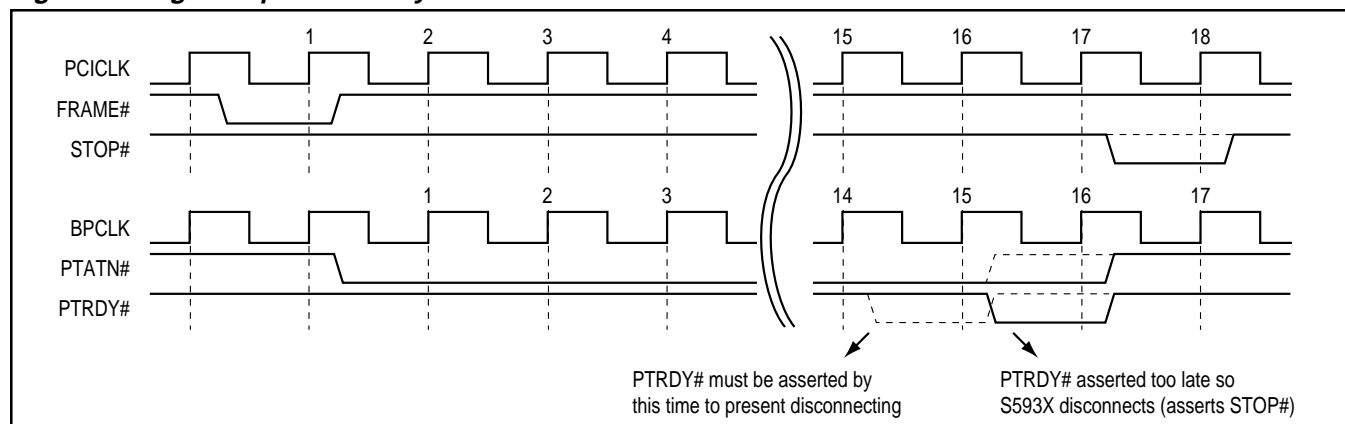 1 2 3 4 15 16 17 18
PCICLK
FRAME#
STOP#
1 2 3 14 15 16 17
BPCLK
PTATN#
PTRDY#
PTRDY# must be asserted by
this time to present disconnecting
PTRDY# asserted too late so
S593X disconnects (asserts STOP#)